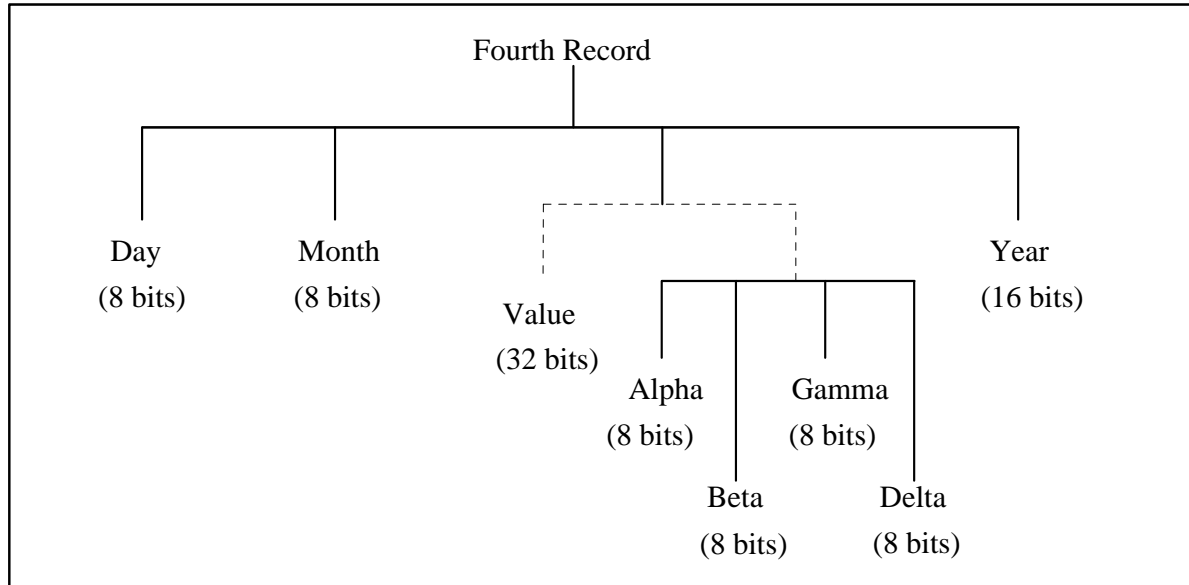 Fourth Record
Day
(8 bits)
Month
(8 bits)
Value
(32 bits)
Alpha
(8 bits)
Beta
(8 bits)
Gamma
(8 bits)
Delta
(8 bits)
Year
(16 bits)